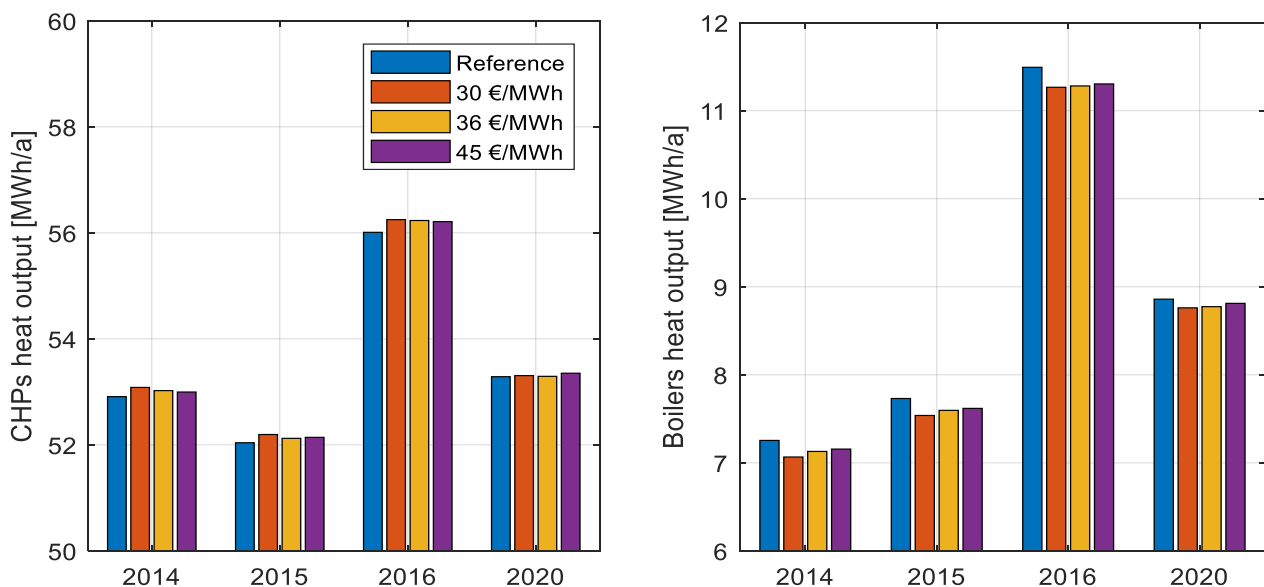 CHPs heat output [MWh/a]
60
58
56
54
52
50
2014 2015 2016 2020
Reference
30 €/MWh
36 €/MWh
45 €/MWh
Boilers heat output [MWh/a]
12
11
10
9
8
7
6
2014 2015 2016 2020